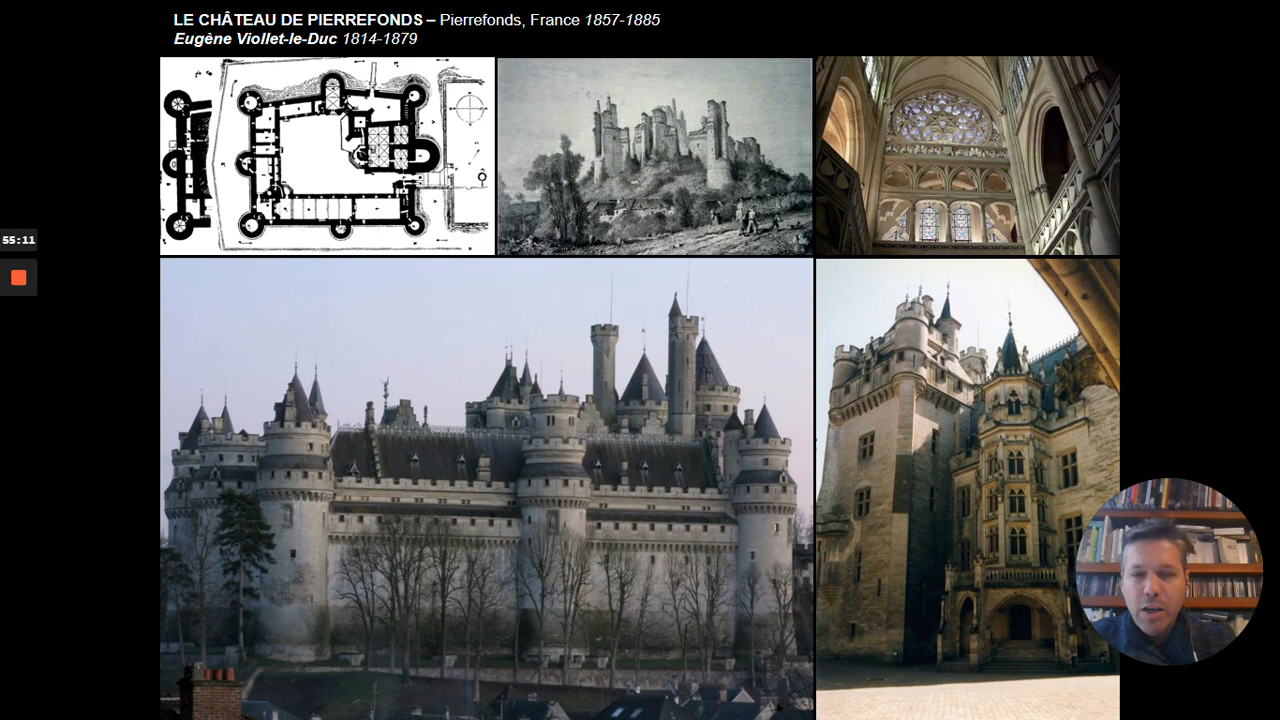 LE CHÂTEAU DE PIERREFONDS – Pierrefonds, France 1857-1885
Eugène Viollet-le-Duc 1814-1879
55:11